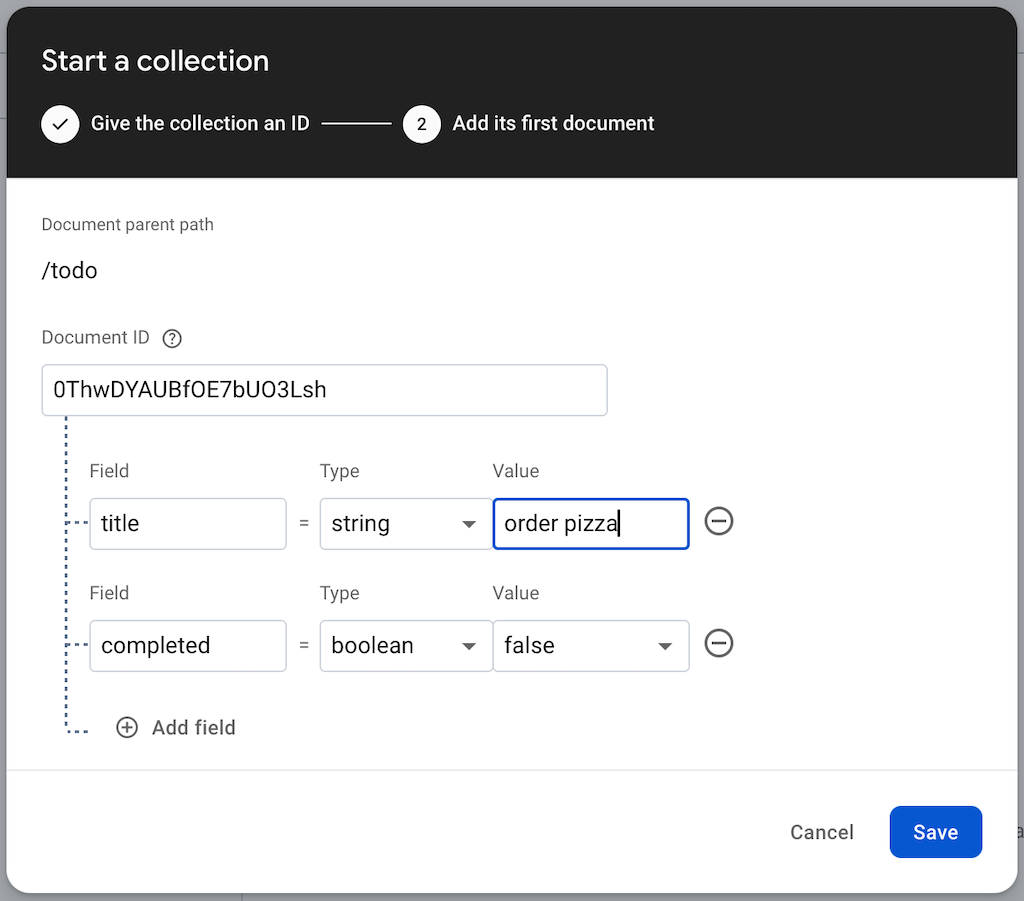 Start a collection
Give the collection an ID 2 Add its first document
Document parent path
/todo
Document ID ?
0ThwDYAUBfOE7bUO3Lsh
Field Type Value
title = string order pizza
Field Type Value
completed = boolean false
Add field
Cancel Save